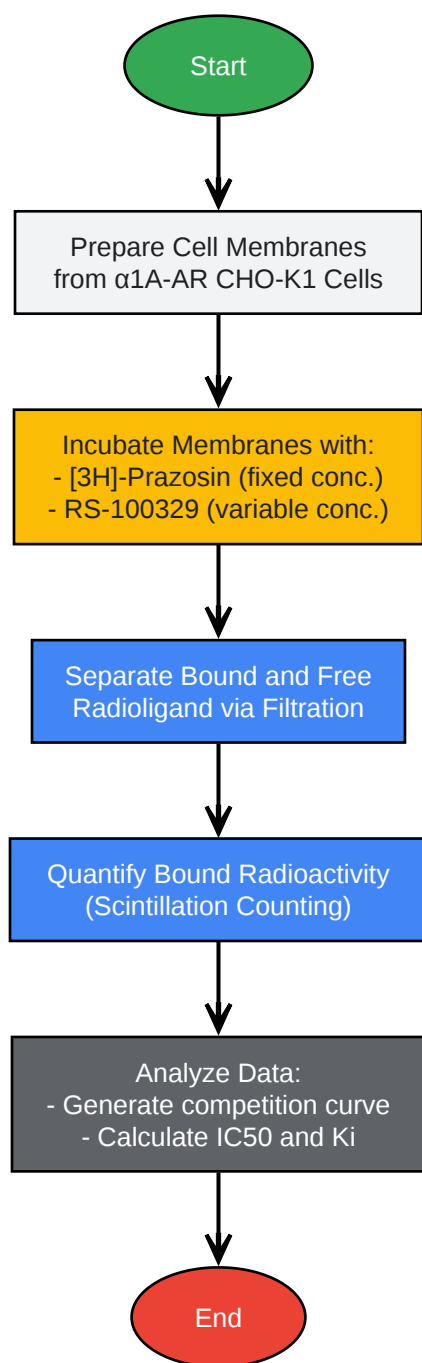 Start
Prepare Cell Membranes
from α1A-AR CHO-K1 Cells
Incubate Membranes with:
- [3H]-Prazosin (fixed conc.)
- RS-100329 (variable conc.)
Separate Bound and Free
Radioligand via Filtration
Quantify Bound Radioactivity
(Scintillation Counting)
Analyze Data:
- Generate competition curve
- Calculate IC50 and Ki
End